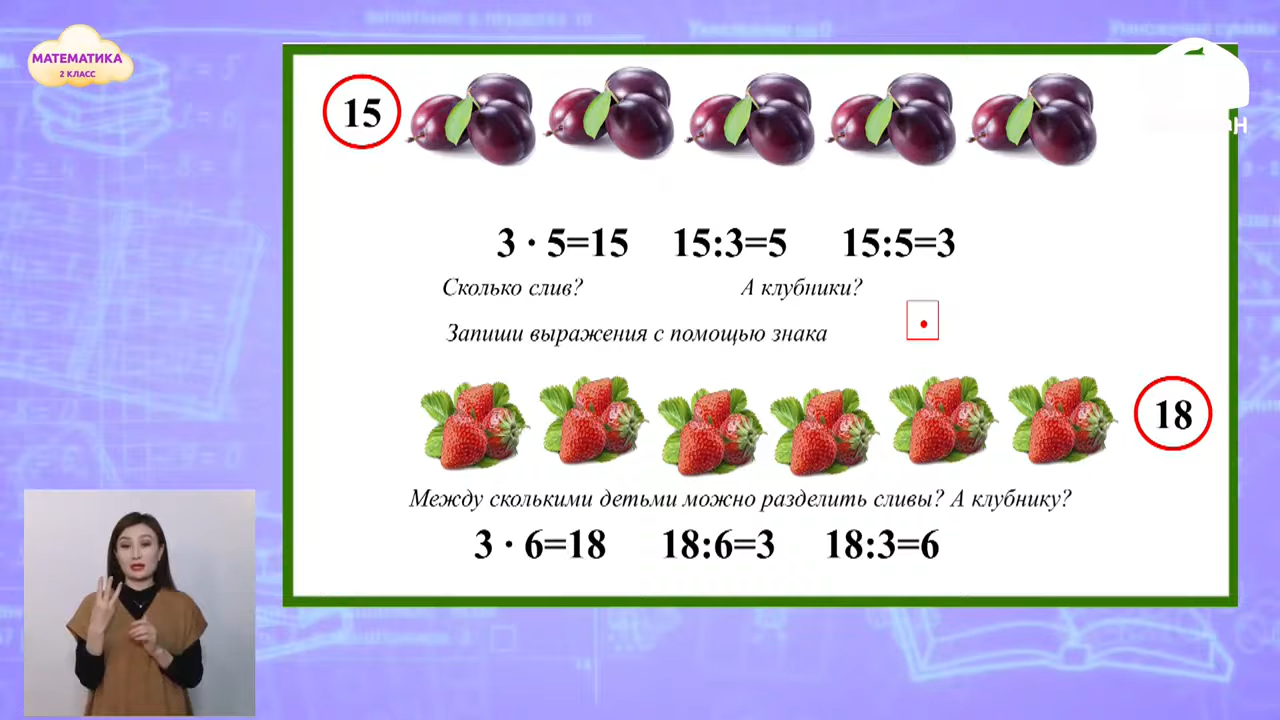 МАТЕМАТИКА
2 КЛАСС
15
3 · 5=15 15:3=5 15:5=3
Сколько слив? А клубники?
Запиши выражения с помощью знака ·
18
Между сколькими детьми можно разделить сливы? А клубнику?
3 · 6=18 18:6=3 18:3=6